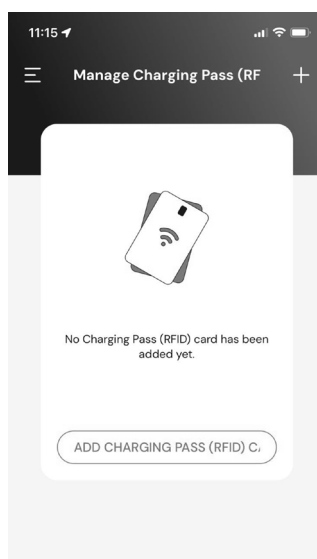 11:15
Manage Charging Pass (RF
No Charging Pass (RFID) card has been
added yet.
ADD CHARGING PASS (RFID) C